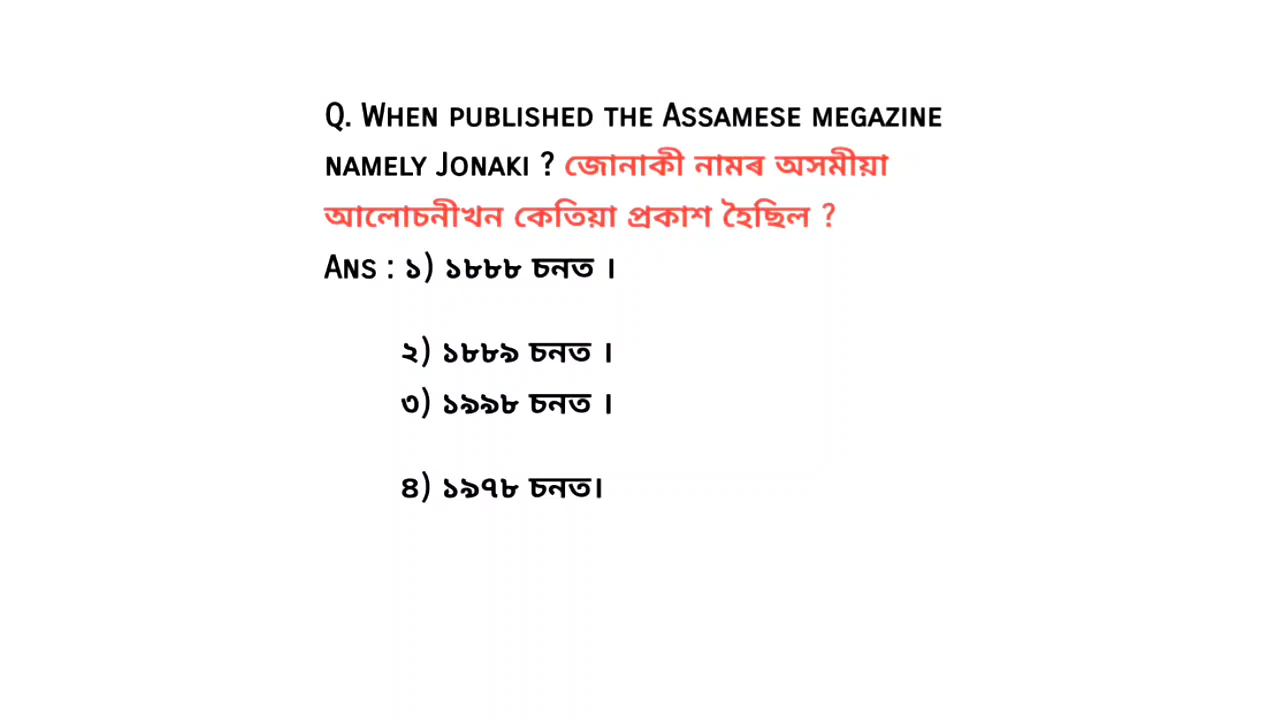 Q. When published the Assamese megazine
namely Jonaki ? জোনাকী নামৰ অসমীয়া
আলোচনীখন কেতিয়া প্ৰকাশ হৈছিল ?
Ans : ১) ১৮৮৮ চনত ।
২) ১৮৮৯ চনত ।
৩) ১৯৯৮ চনত ।
৪) ১৯৭৮ চনত।